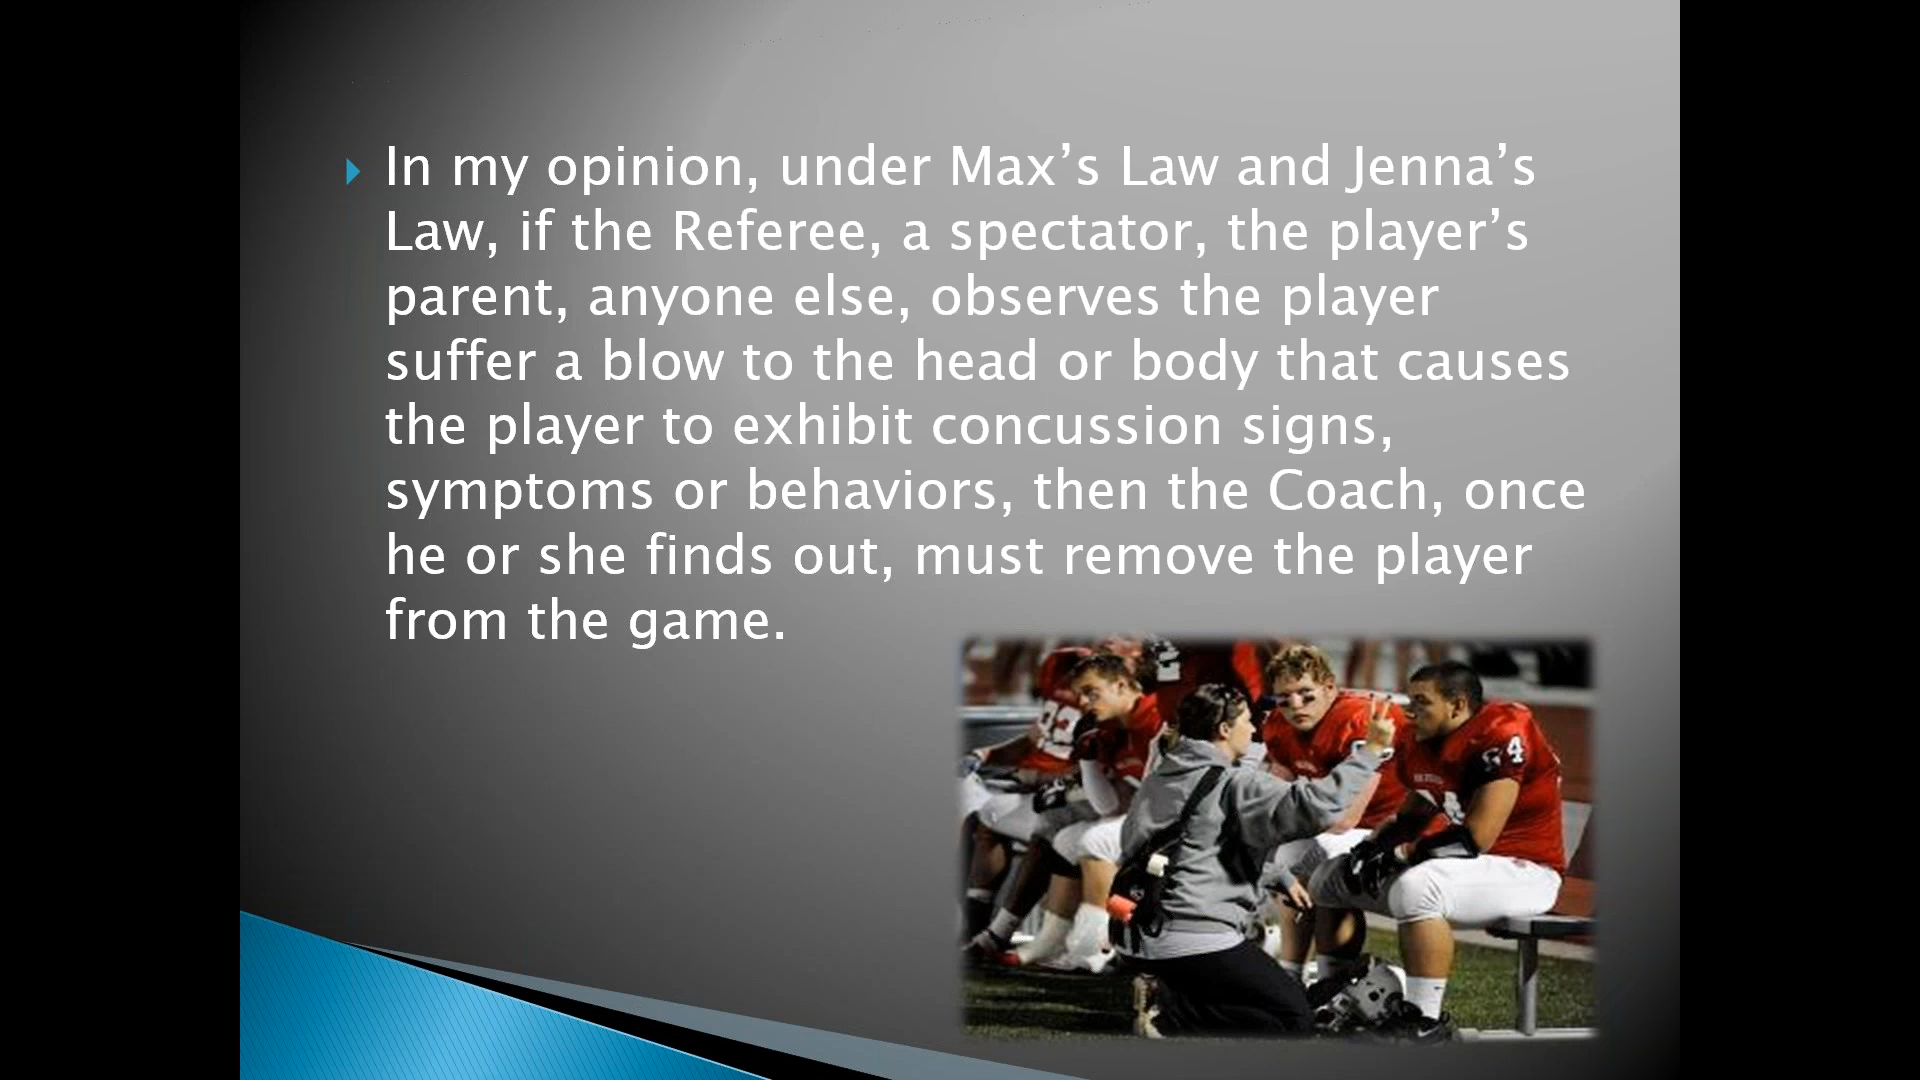 In my opinion, under Max’s Law and Jenna’s
Law, if the Referee, a spectator, the player’s
parent, anyone else, observes the player
suffer a blow to the head or body that causes
the player to exhibit concussion signs,
symptoms or behaviors, then the Coach, once
he or she finds out, must remove the player
from the game.
4